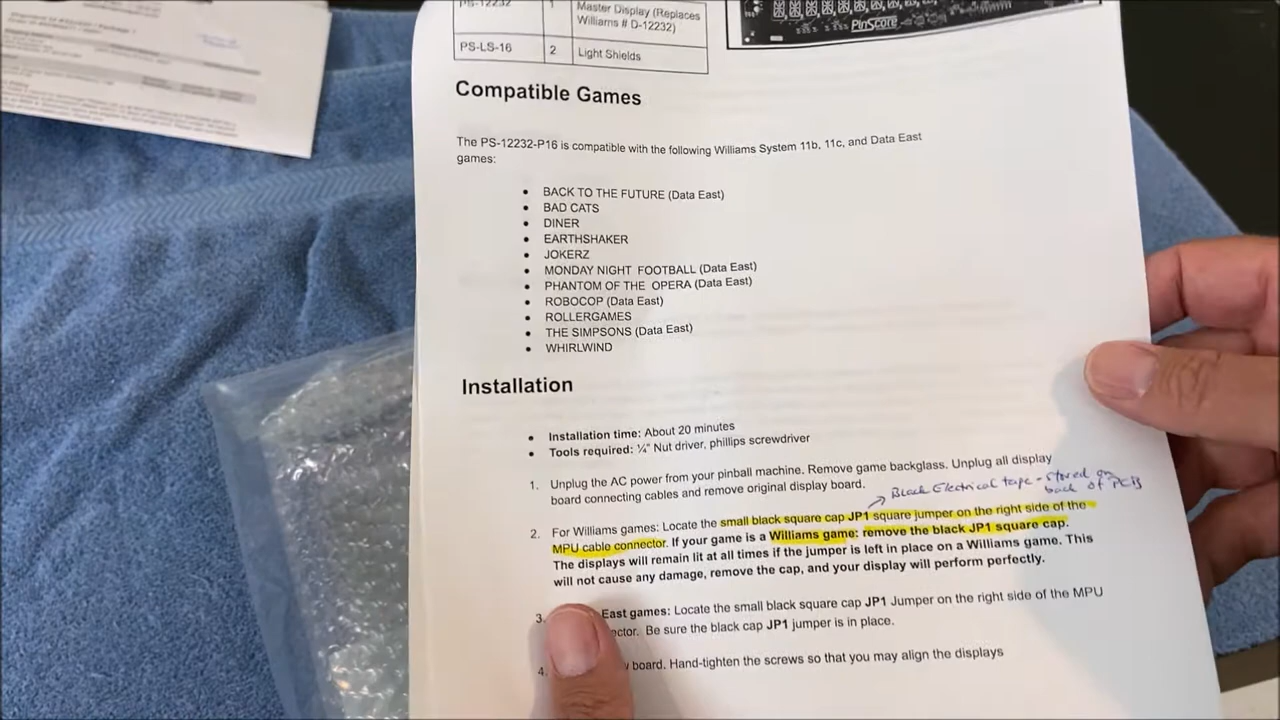 PS-12232 1 Master Display (Replaces
Williams # D-12232)
PS-LS-16 2 Light Shields
PinScore
Compatible Games
The PS-12232-P16 is compatible with the following Williams System 11b, 11c, and Data East
games:
• BACK TO THE FUTURE (Data East)
• BAD CATS
• DINER
• EARTHSHAKER
• JOKERZ
• MONDAY NIGHT FOOTBALL (Data East)
• PHANTOM OF THE OPERA (Data East)
• ROBOCOP (Data East)
• ROLLERGAMES
• THE SIMPSONS (Data East)
• WHIRLWIND
Installation
• Installation time: About 20 minutes
• Tools required: ¼" Nut driver, phillips screwdriver
1. Unplug the AC power from your pinball machine. Remove game backglass. Unplug all display
board connecting cables and remove original display board.
Black Electrical tape - stored on
back of PCB
2. For Williams games: Locate the small black square cap JP1 square jumper on the right side of the
MPU cable connector. If your game is a Williams game: remove the black JP1 square cap.
The displays will remain lit at all times if the jumper is left in place on a Williams game. This
will not cause any damage, remove the cap, and your display will perform perfectly.
3. East games: Locate the small black square cap JP1 Jumper on the right side of the MPU
ctor. Be sure the black cap JP1 jumper is in place.
4. board. Hand-tighten the screws so that you may align the displays